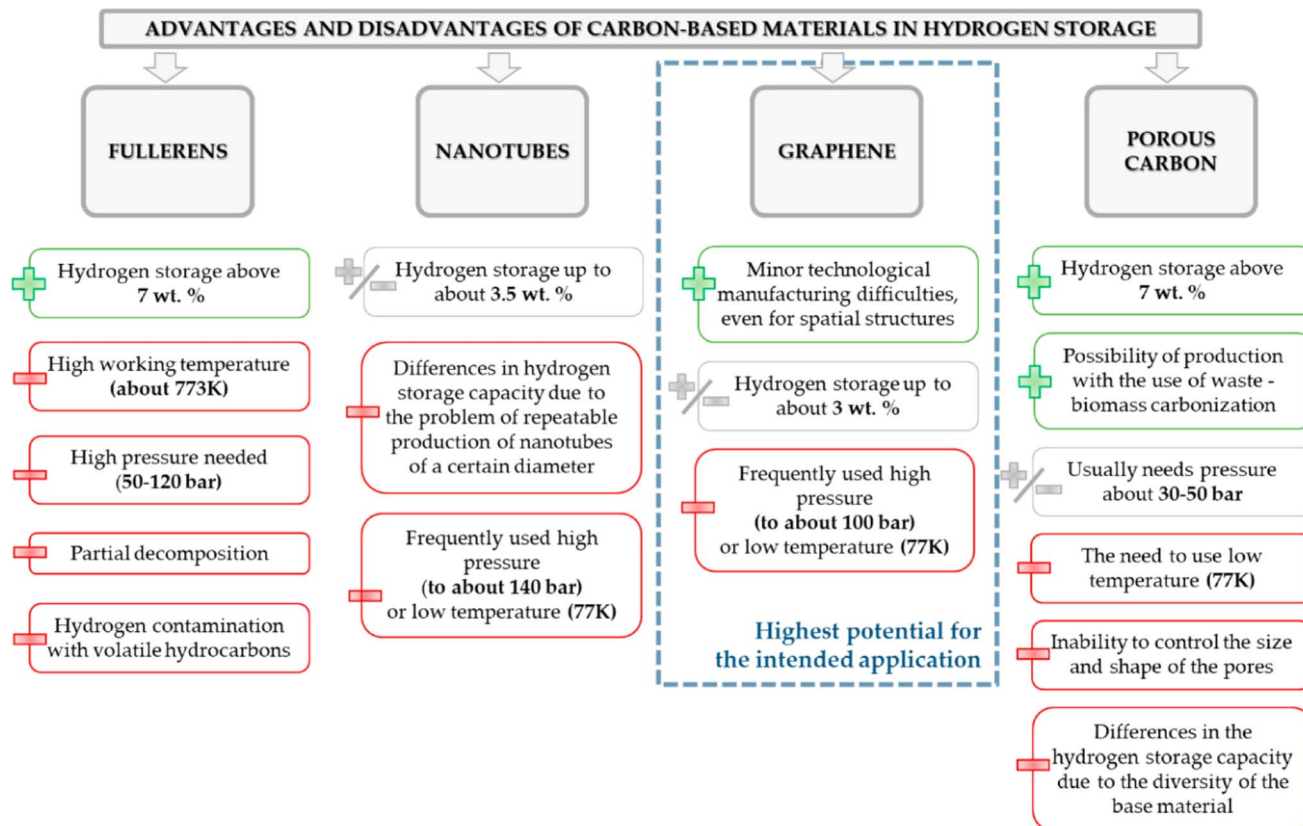 ADVANTAGES AND DISADVANTAGES OF CARBON-BASED MATERIALS IN HYDROGEN STORAGE
FULLERENS
Hydrogen storage above
7 wt. %
High working temperature
(about 773K)
High pressure needed
(50-120 bar)
Partial decomposition
Hydrogen contamination
with volatile hydrocarbons
NANOTUBES
Hydrogen storage up to
about 3.5 wt. %
Differences in hydrogen
storage capacity due to
the problem of repeatable
production of nanotubes
of a certain diameter
Frequently used high
pressure
(to about 140 bar)
or low temperature (77K)
GRAPHENE
Minor technological
manufacturing difficulties,
even for spatial structures
Hydrogen storage up to
about 3 wt. %
Frequently used high
pressure
(to about 100 bar)
or low temperature (77K)
Highest potential for
the intended application
POROUS
CARBON
Hydrogen storage above
7 wt. %
Possibility of production
with the use of waste -
biomass carbonization
Usually needs pressure
about 30-50 bar
The need to use low
temperature (77K)
Inability to control the size
and shape of the pores
Differences in the
hydrogen storage capacity
due to the diversity of the
base material